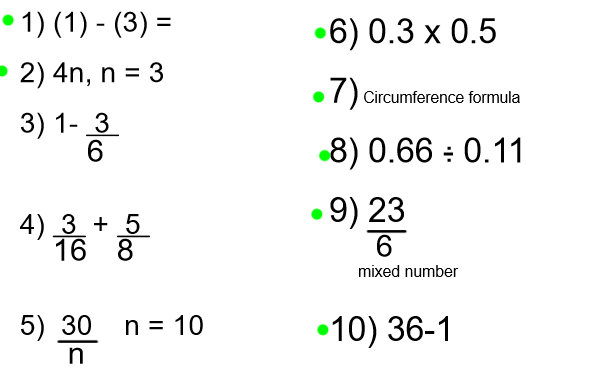 1) (1) - (3) =
2) 4n, n = 3
3) 1- 3
6
4) 3 + 5
16 8
5) 30 n = 10
n
6) 0.3 x 0.5
7) Circumference formula
8) 0.66 ÷ 0.11
9) 23
6
mixed number
10) 36-1